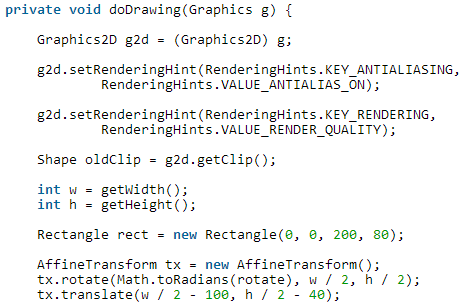 private void doDrawing(Graphics g) {
Graphics2D g2d = (Graphics2D) g;
g2d.setRenderingHint(RenderingHints.KEY_ANTIALIASING,
RenderingHints.VALUE_ANTIALIAS_ON);
g2d.setRenderingHint(RenderingHints.KEY_RENDERING,
RenderingHints.VALUE_RENDER_QUALITY);
Shape oldClip = g2d.getClip();
int w = getWidth();
int h = getHeight();
Rectangle rect = new Rectangle(0, 0, 200, 80);
AffineTransform tx = new AffineTransform();
tx.rotate(Math.toRadians(rotate), w / 2, h / 2);
tx.translate(w / 2 - 100, h / 2 - 40);